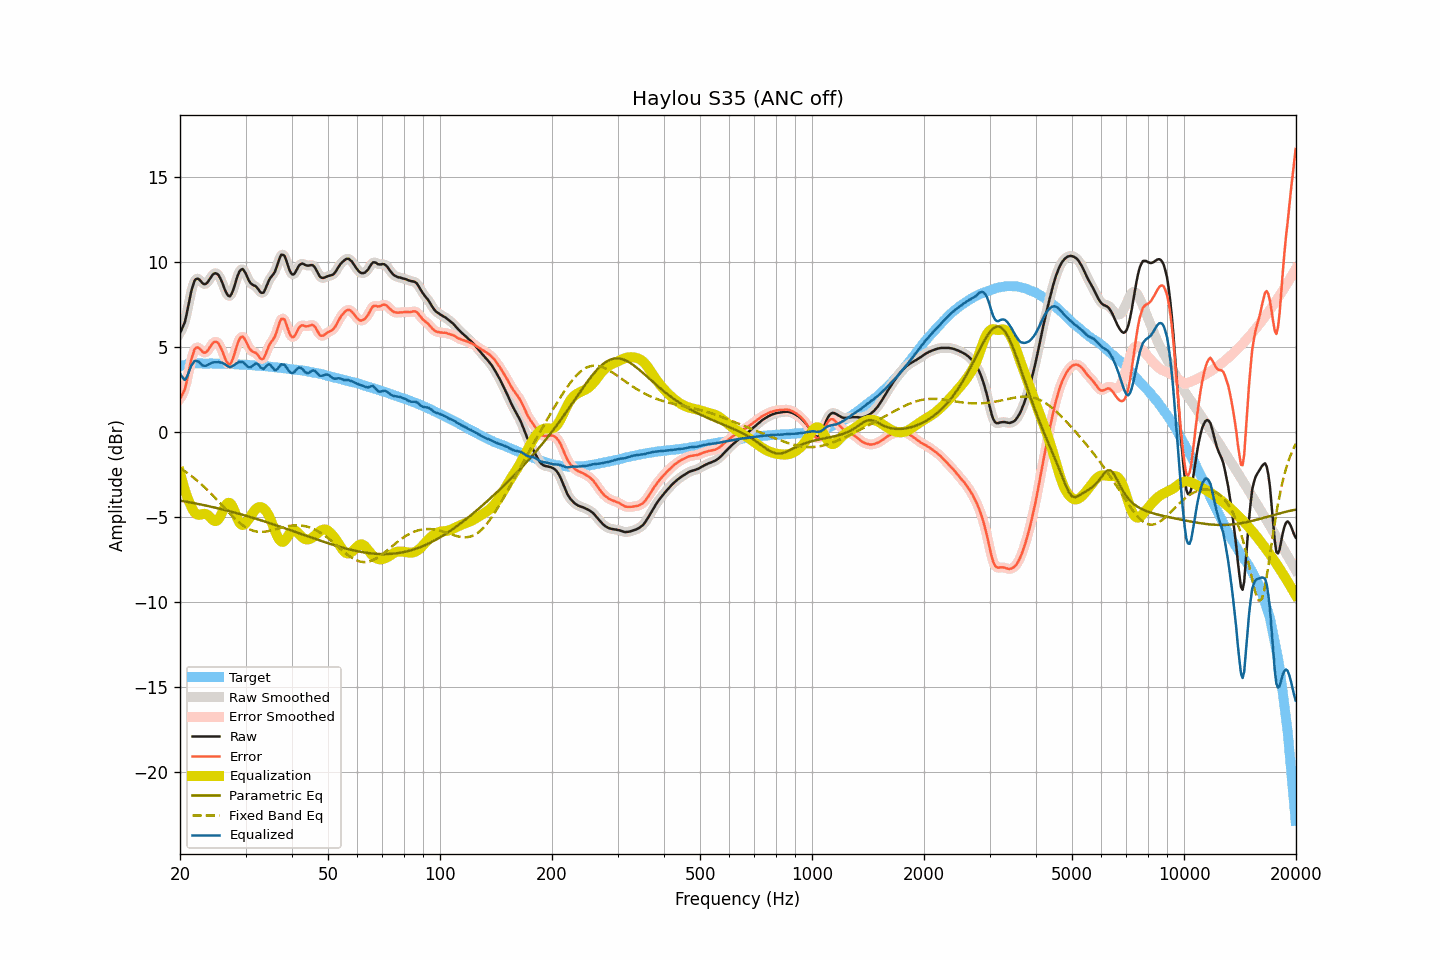 Haylou S35 (ANC off)
Amplitude (dBr)
15
10
5
0
−5
−10
−15
−20
Target
Raw Smoothed
Error Smoothed
Raw
Error
Equalization
Parametric Eq
Fixed Band Eq
Equalized
20 50 100 200 500 1000 2000 5000 10000 20000
Frequency (Hz)